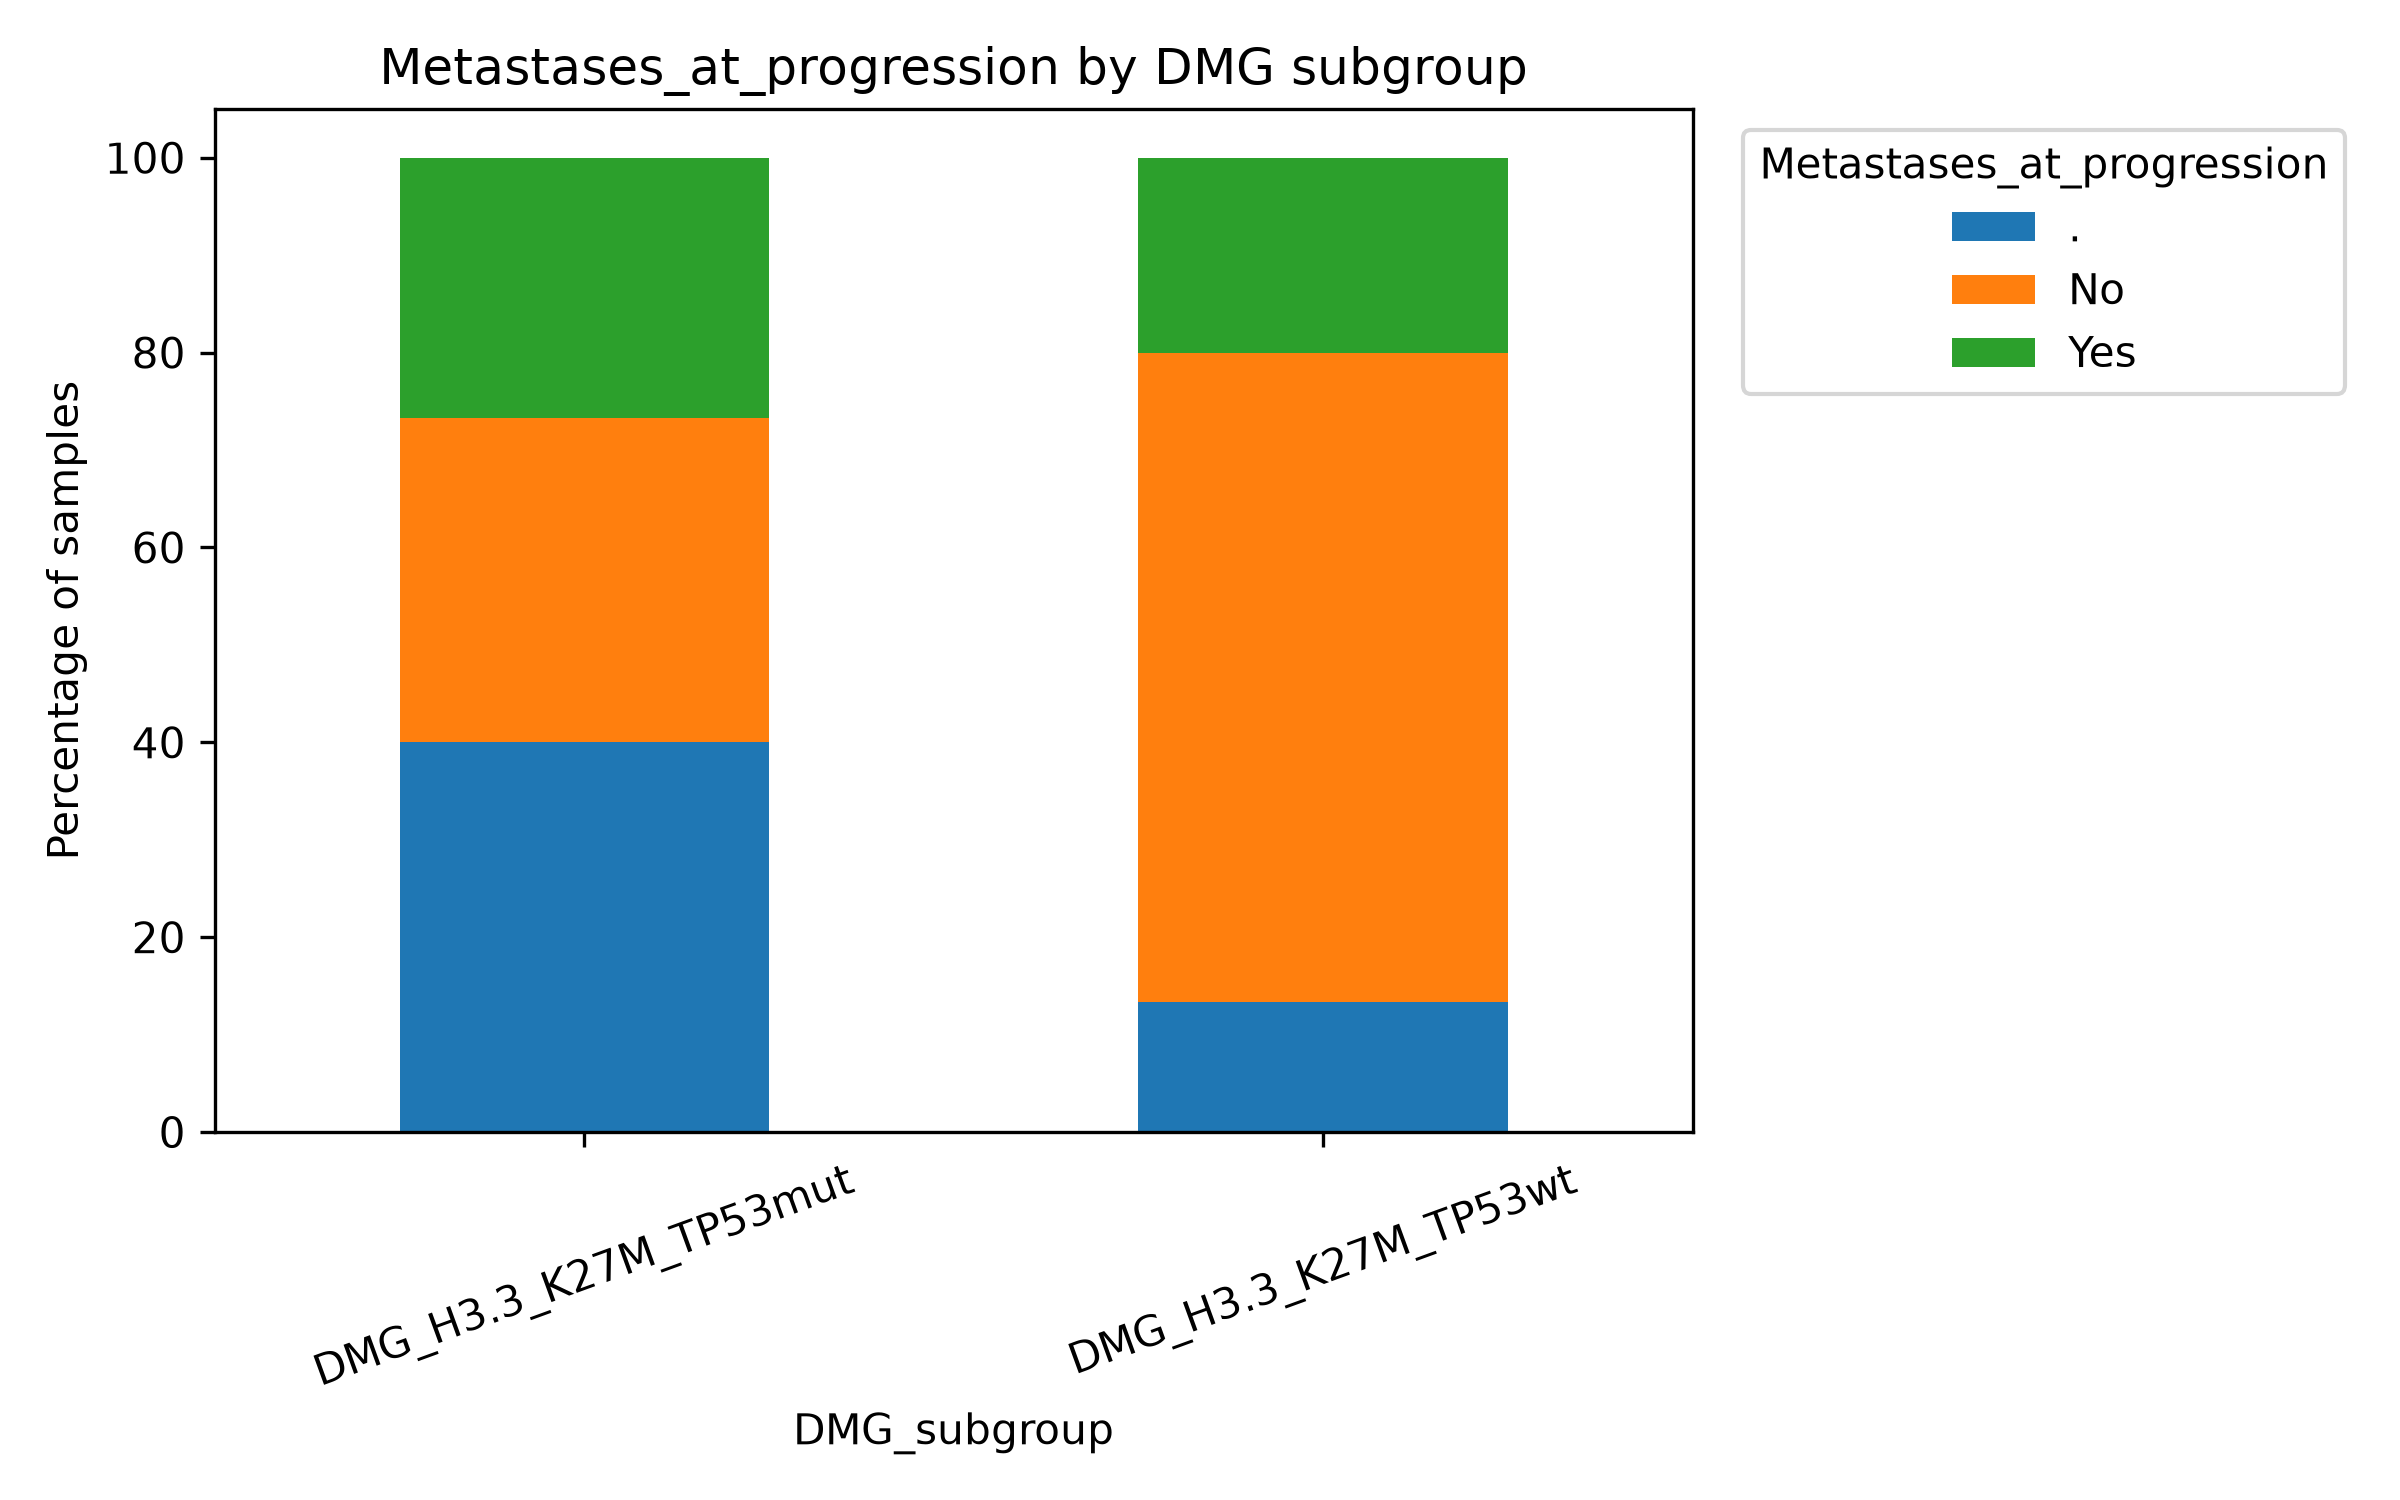 Metastases_at_progression by DMG subgroup
Percentage of samples
100
80
60
40
20
0
DMG_H3.3_K27M_TP53mut
DMG_H3.3_K27M_TP53wt
DMG_subgroup
Metastases_at_progression
.
No
Yes